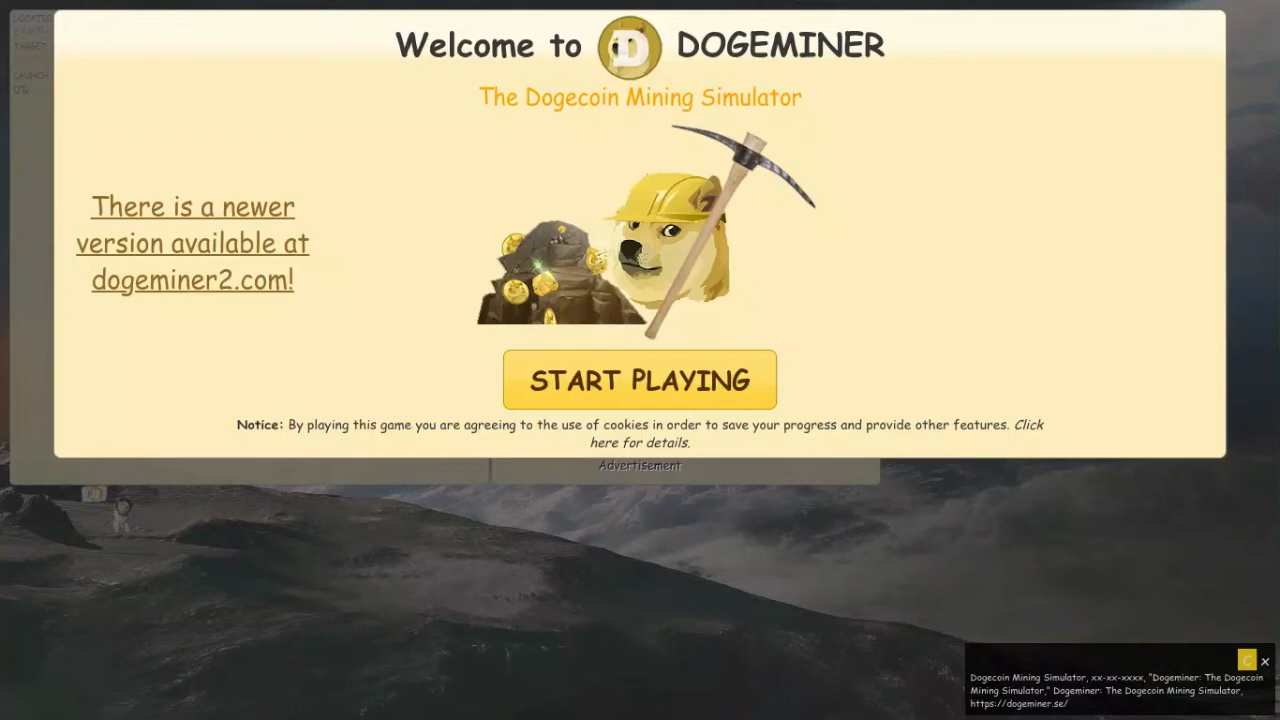 Welcome to D DOGEMINER
The Dogecoin Mining Simulator
There is a newer
version available at
dogeminer2.com!
START PLAYING
Notice: By playing this game you are agreeing to the use of cookies in order to save your progress and provide other features. Click
here for details.
Advertisement
TARGET
0%
C ×
Dogecoin Mining Simulator, xx-xx-xxxx, "Dogeminer: The Dogecoin
Mining Simulator," Dogeminer: The Dogecoin Mining Simulator,
https://dogeminer.se/